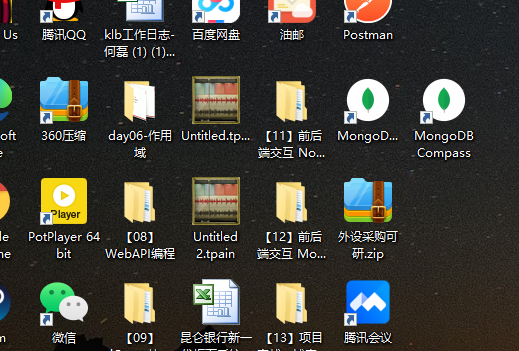 Us
腾讯QQ
klb工作日志-
何磊 (1) (1)...
百度网盘
油邮
Postman
soft
360压缩
day06-作用
域
Untitled.tp...
【11】前后
端交互 No...
MongoD...
MongoDB
Compass
Player
PotPlayer 64
bit
【08】
WebAPI编程
Untitled
2.tpain
【12】前后
端交互 Mo...
外设采购可
研.zip
微信
【09】
昆仑银行新一
【13】项目
腾讯会议